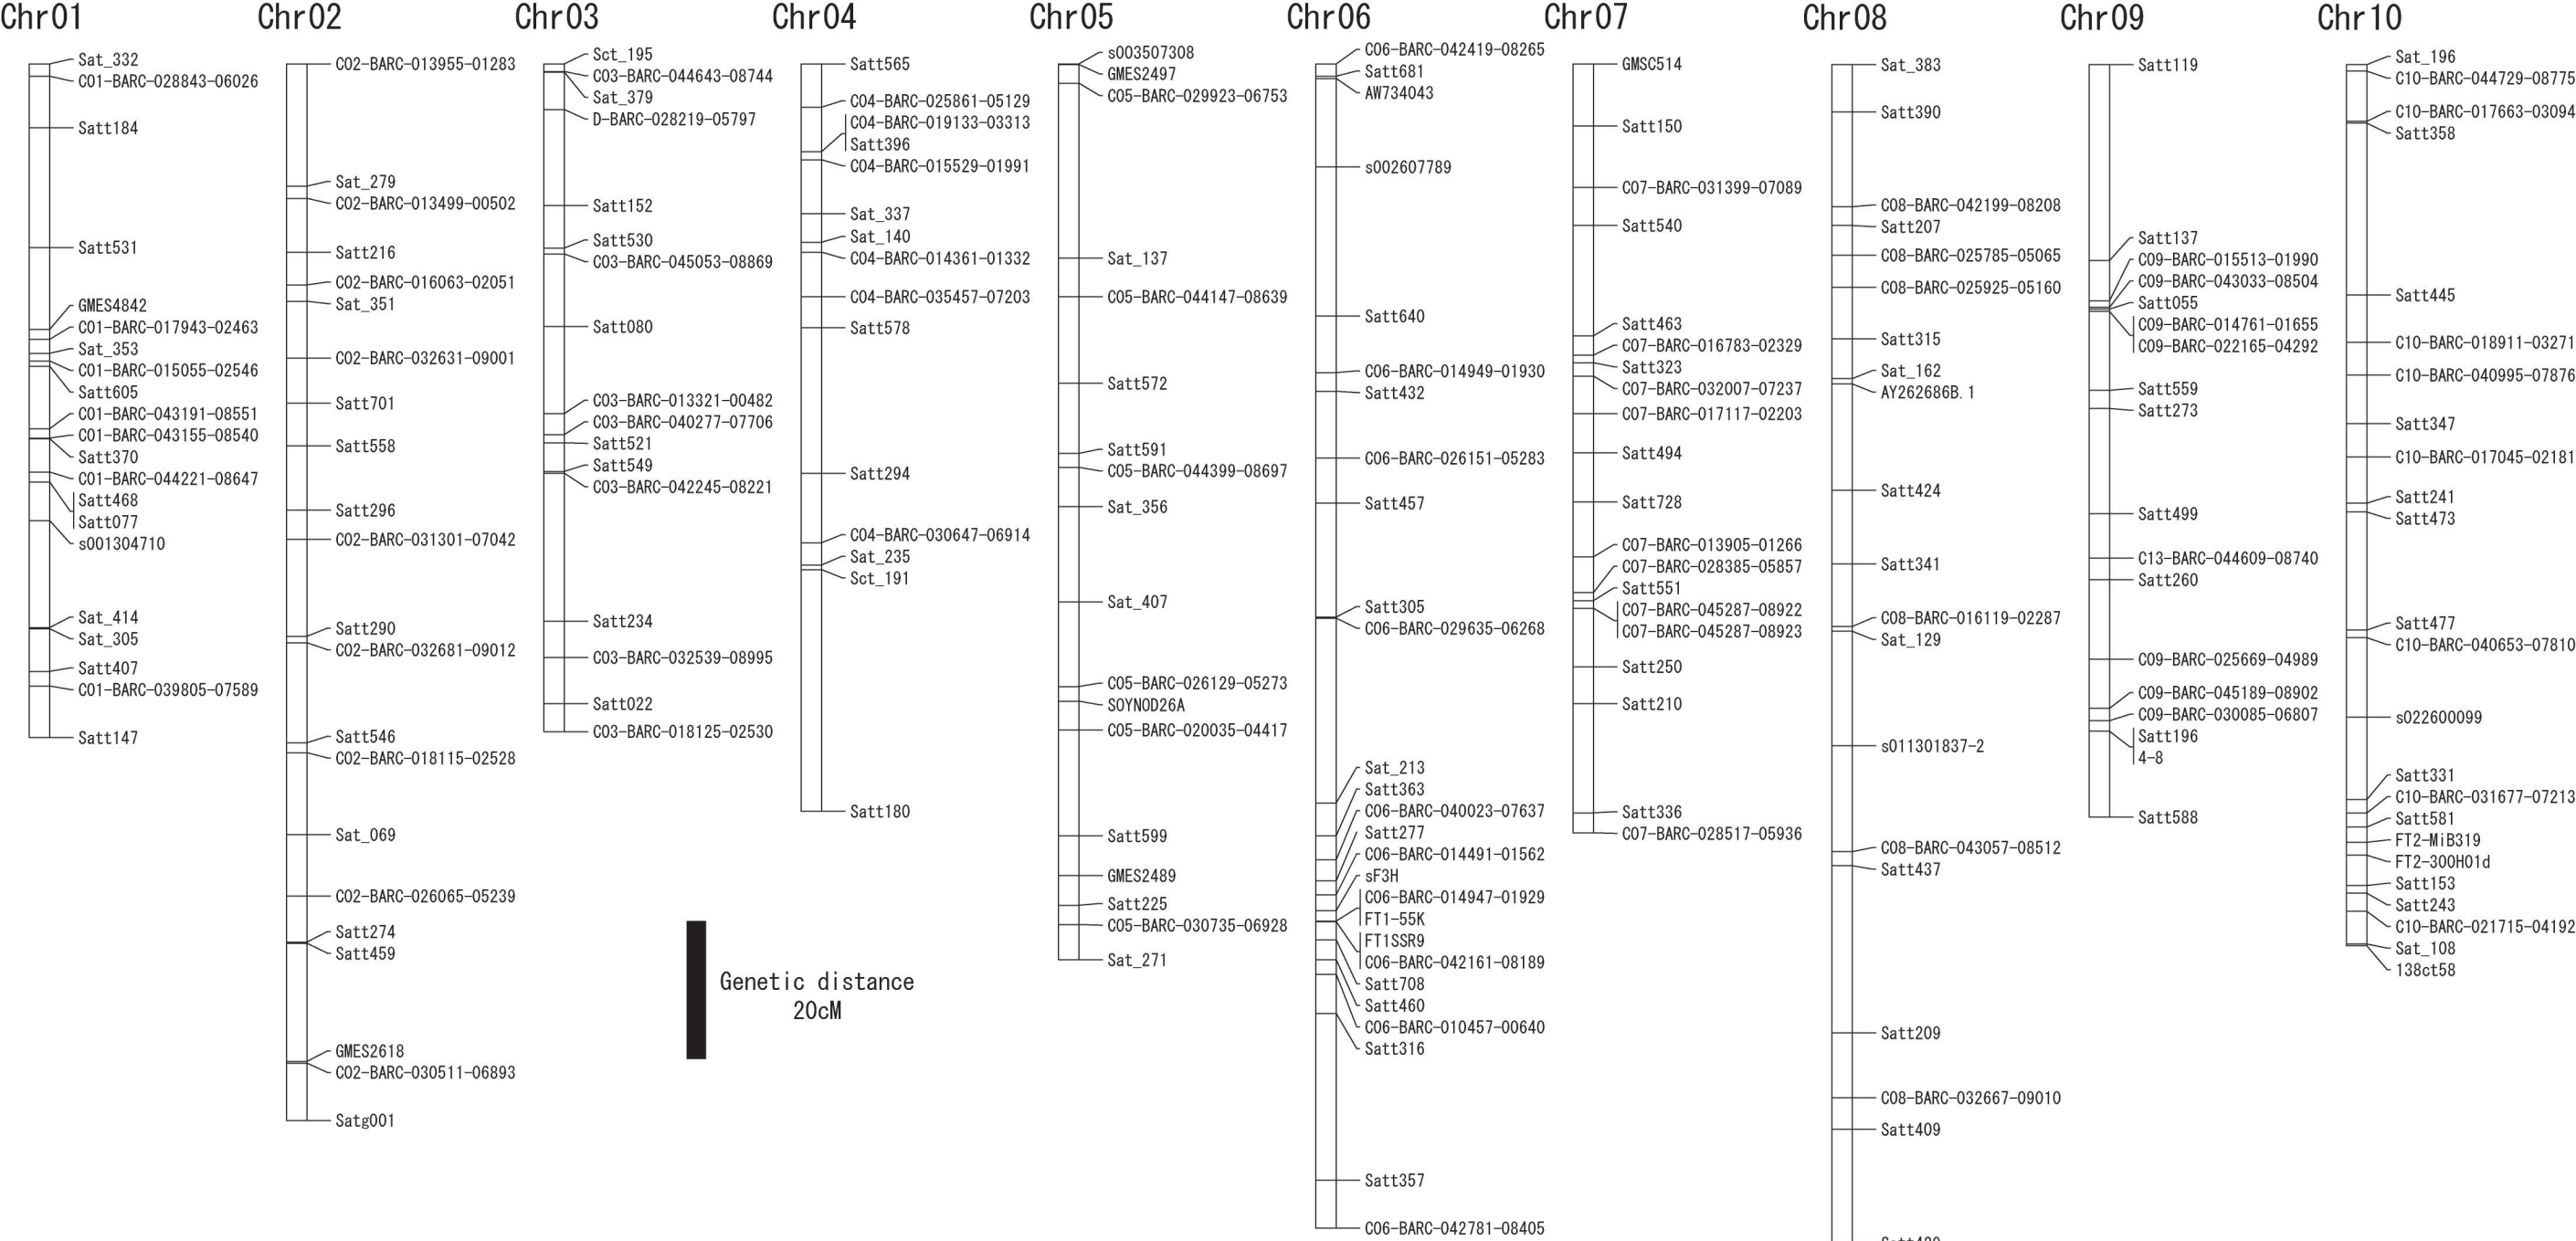 Chr01
Sat_332
C01-BARC-028843-06026
Satt184
Satt531
GMES4842
C01-BARC-017943-02463
Sat_353
C01-BARC-015055-02546
Satt605
C01-BARC-043191-08551
C01-BARC-043155-08540
Satt370
C01-BARC-044221-08647
Satt468
Satt077
s001304710
Sat_414
Sat_305
Satt407
C01-BARC-039805-07589
Satt147
Chr02
C02-BARC-013955-01283
Sat_279
C02-BARC-013499-00502
Satt216
C02-BARC-016063-02051
Sat_351
C02-BARC-032631-09001
Satt701
Satt558
Satt296
C02-BARC-031301-07042
Satt290
C02-BARC-032681-09012
Satt546
C02-BARC-018115-02528
Sat_069
C02-BARC-026065-05239
Satt274
Satt459
GMES2618
C02-BARC-030511-06893
Satg001
Chr03
Sct_195
C03-BARC-044643-08744
Sat_379
D-BARC-028219-05797
Satt152
Satt530
C03-BARC-045053-08869
Satt080
C03-BARC-013321-00482
C03-BARC-040277-07706
Satt521
Satt549
C03-BARC-042245-08221
Satt234
C03-BARC-032539-08995
Satt022
C03-BARC-018125-02530
Chr04
Satt565
C04-BARC-025861-05129
C04-BARC-019133-03313
Satt396
C04-BARC-015529-01991
Sat_337
Sat_140
C04-BARC-014361-01332
C04-BARC-035457-07203
Satt578
Satt294
C04-BARC-030647-06914
Sat_235
Sct_191
Satt180
Genetic distance
20cM
Chr05
s003507308
GMES2497
C05-BARC-029923-06753
Sat_137
C05-BARC-044147-08639
Satt572
Satt591
C05-BARC-044399-08697
Sat_356
Sat_407
C05-BARC-026129-05273
SOYNOD26A
C05-BARC-020035-04417
Satt599
GMES2489
Satt225
C05-BARC-030735-06928
Sat_271
Chr06
C06-BARC-042419-08265
Satt681
AW734043
s002607789
Satt640
C06-BARC-014949-01930
Satt432
C06-BARC-026151-05283
Satt457
Satt305
C06-BARC-029635-06268
Sat_213
Satt363
C06-BARC-040023-07637
Satt277
C06-BARC-014491-01562
sF3H
C06-BARC-014947-01929
FT1-55K
FT1SSR9
C06-BARC-042161-08189
Satt708
Satt460
C06-BARC-010457-00640
Satt316
Satt357
C06-BARC-042781-08405
Chr07
GMSC514
Satt150
C07-BARC-031399-07089
Satt540
Satt463
C07-BARC-016783-02329
Satt323
C07-BARC-032007-07237
C07-BARC-017117-02203
Satt494
Satt728
C07-BARC-013905-01266
C07-BARC-028385-05857
Satt551
C07-BARC-045287-08922
C07-BARC-045287-08923
Satt250
Satt210
Satt336
C07-BARC-028517-05936
Chr08
Sat_383
Satt390
C08-BARC-042199-08208
Satt207
C08-BARC-025785-05065
C08-BARC-025925-05160
Satt315
Sat_162
AY262686B.1
Satt424
Satt341
C08-BARC-016119-02287
Sat_129
s011301837-2
C08-BARC-043057-08512
Satt437
Satt209
C08-BARC-032667-09010
Satt409
Chr09
Satt119
Satt137
C09-BARC-015513-01990
C09-BARC-043033-08504
Satt055
C09-BARC-014761-01655
C09-BARC-022165-04292
Satt559
Satt273
Satt499
C13-BARC-044609-08740
Satt260
C09-BARC-025669-04989
C09-BARC-045189-08902
C09-BARC-030085-06807
Satt196
4-8
Satt588
Chr10
Sat_196
C10-BARC-044729-08775
C10-BARC-017663-03094
Satt358
Satt445
C10-BARC-018911-03271
C10-BARC-040995-07876
Satt347
C10-BARC-017045-02181
Satt241
Satt473
Satt477
C10-BARC-040653-07810
s022600099
Satt331
C10-BARC-031677-07213
Satt581
FT2-MiB319
FT2-300H01d
Satt153
Satt243
C10-BARC-021715-04192
Sat_108
138ct58